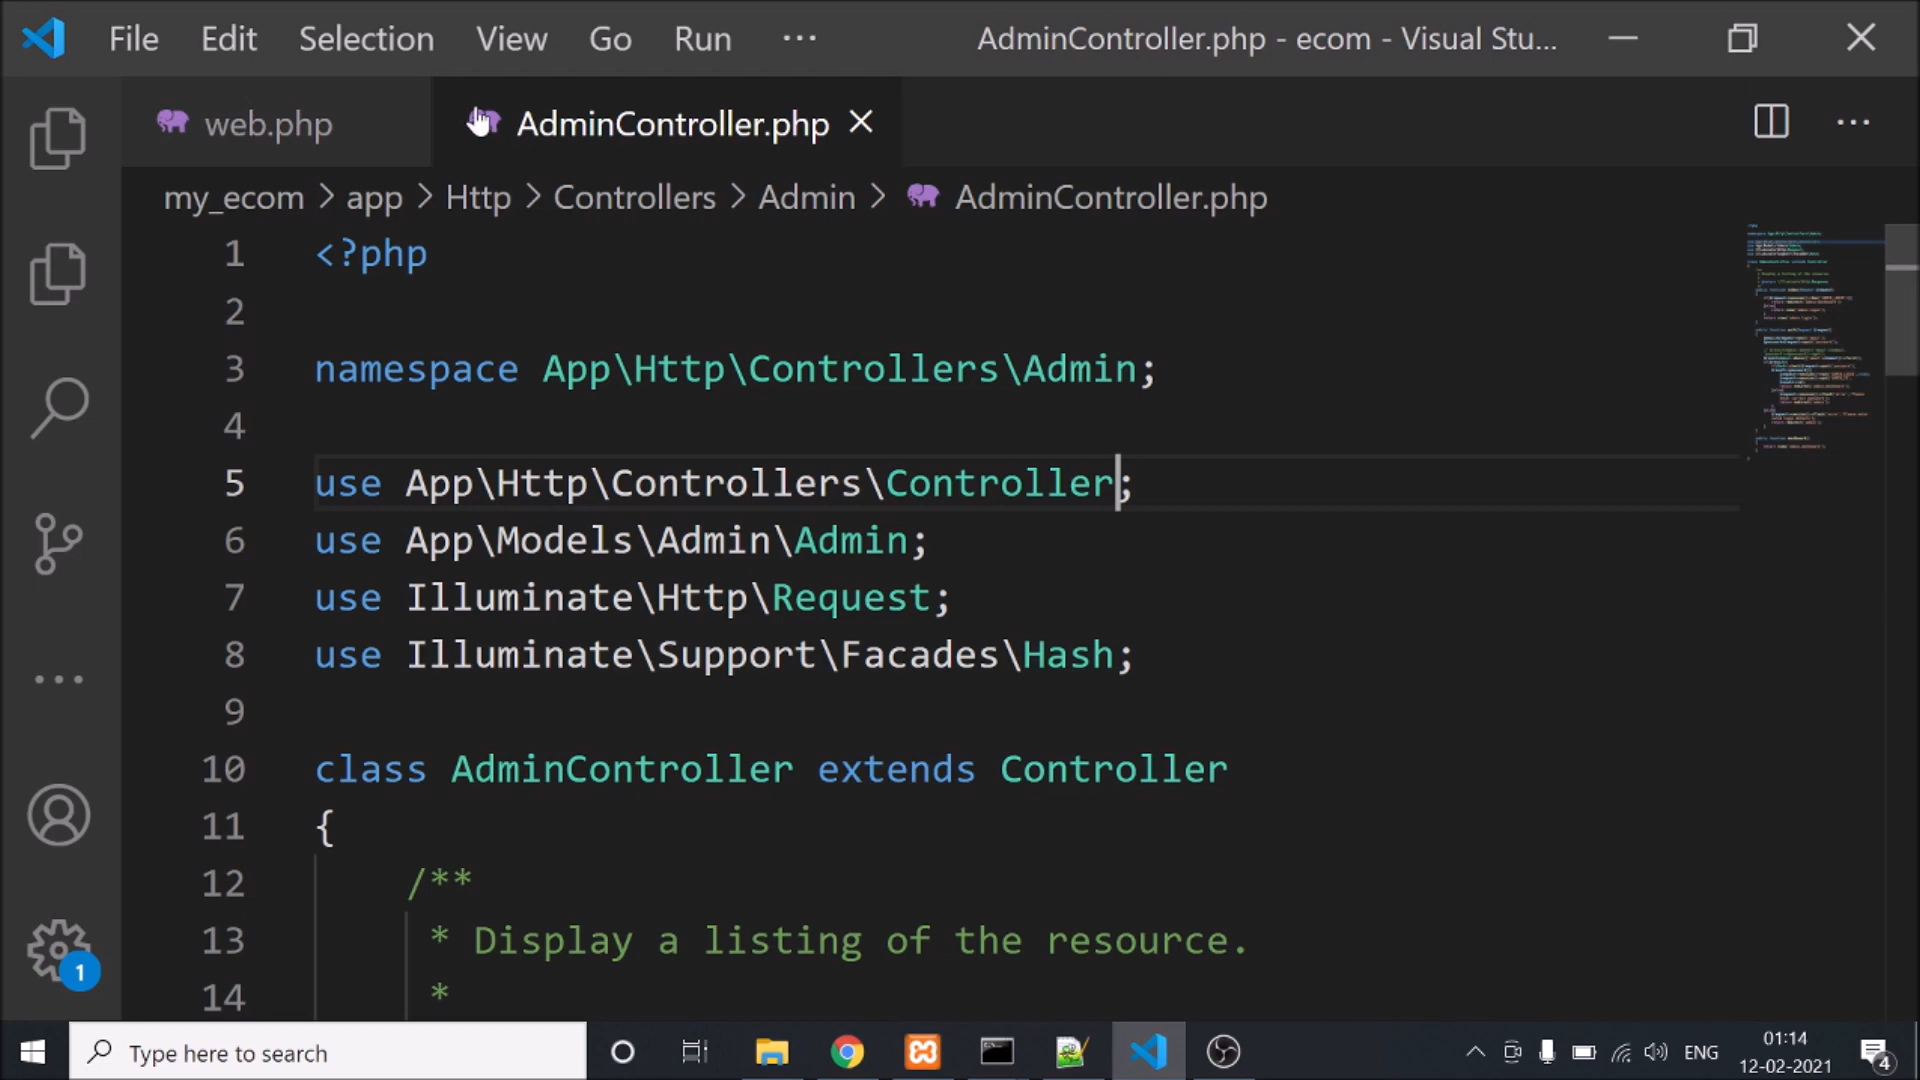 File Edit Selection View Go Run ··· AdminController.php - ecom - Visual Stu...
web.php AdminController.php
my_ecom > app > Http > Controllers > Admin > AdminController.php
1 <?php
2
3 namespace App\Http\Controllers\Admin;
4
5 use App\Http\Controllers\Controller;
6 use App\Models\Admin\Admin;
7 use Illuminate\Http\Request;
8 use Illuminate\Support\Facades\Hash;
9
10 class AdminController extends Controller
11 {
12 /**
13 * Display a listing of the resource.
14 *
1
Type here to search
ENG
01:14
12-02-2021
4